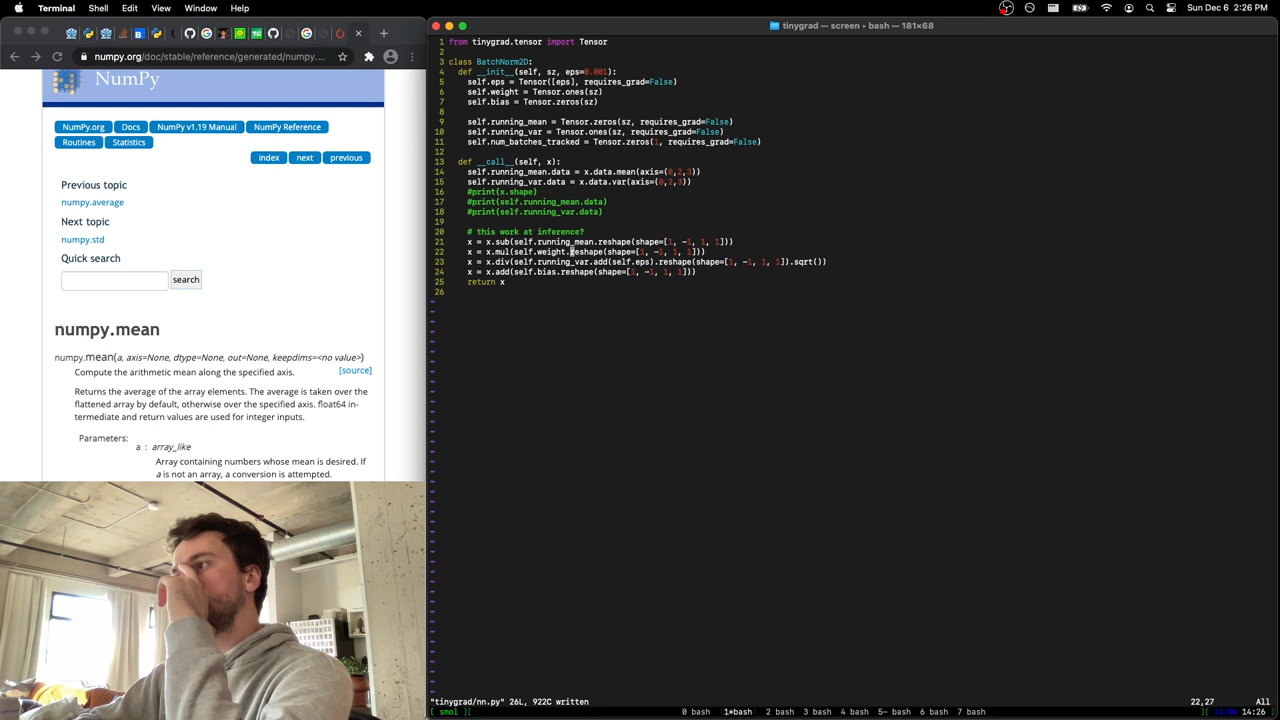 Terminal Shell Edit View Window Help
Sun Dec 6 2:26 PM
numpy.org/doc/stable/reference/generated/numpy....
NumPy
NumPy.org Docs NumPy v1.19 Manual NumPy Reference
Routines Statistics
index next previous
Previous topic
numpy.average
Next topic
numpy.std
Quick search
search
numpy.mean
numpy.mean(a, axis=None, dtype=None, out=None, keepdims=<no value>)
Compute the arithmetic mean along the specified axis. [source]
Returns the average of the array elements. The average is taken over the
flattened array by default, otherwise over the specified axis. float64 in-
termediate and return values are used for integer inputs.
Parameters:
a : array_like
Array containing numbers whose mean is desired. If
a is not an array, a conversion is attempted.
tinygrad — screen ▸ bash — 181×68
1 from tinygrad.tensor import Tensor
2
3 class BatchNorm2D:
4 def __init__(self, sz, eps=0.001):
5 self.eps = Tensor([eps], requires_grad=False)
6 self.weight = Tensor.ones(sz)
7 self.bias = Tensor.zeros(sz)
8
9 self.running_mean = Tensor.zeros(sz, requires_grad=False)
10 self.running_var = Tensor.ones(sz, requires_grad=False)
11 self.num_batches_tracked = Tensor.zeros(1, requires_grad=False)
12
13 def __call__(self, x):
14 self.running_mean.data = x.data.mean(axis=(0,2,3))
15 self.running_var.data = x.data.var(axis=(0,2,3))
16 #print(x.shape)
17 #print(self.running_mean.data)
18 #print(self.running_var.data)
19
20 # this work at inference?
21 x = x.sub(self.running_mean.reshape(shape=[1, -1, 1, 1]))
22 x = x.mul(self.weight.reshape(shape=[1, -1, 1, 1]))
23 x = x.div(self.running_var.add(self.eps).reshape(shape=[1, -1, 1, 1]).sqrt())
24 x = x.add(self.bias.reshape(shape=[1, -1, 1, 1]))
25 return x
26
"tinygrad/nn.py" 26L, 922C written 22,27 All
[ smol ][ 0 bash 1*bash 2 bash 3 bash 4 bash 5- bash 6 bash 7 bash ][ 12/06 14:26 ]